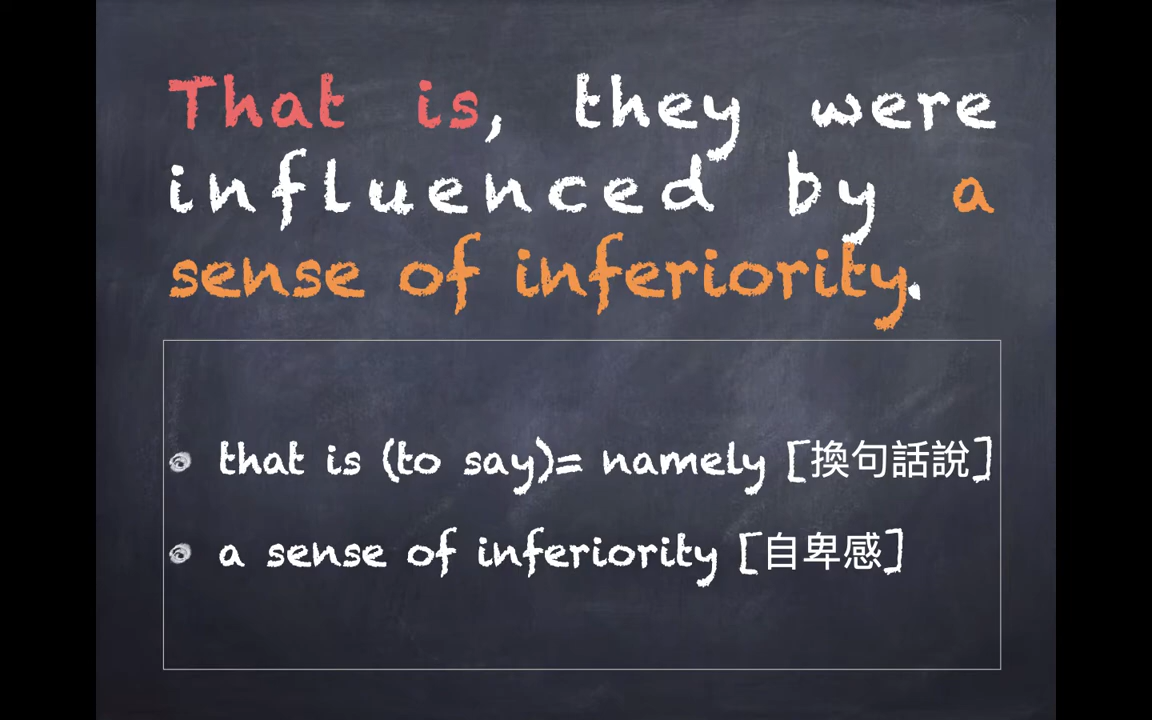 That is, they were
influenced by a
sense of inferiority.
that is (to say)= namely [換句話說]
a sense of inferiority [自卑感]